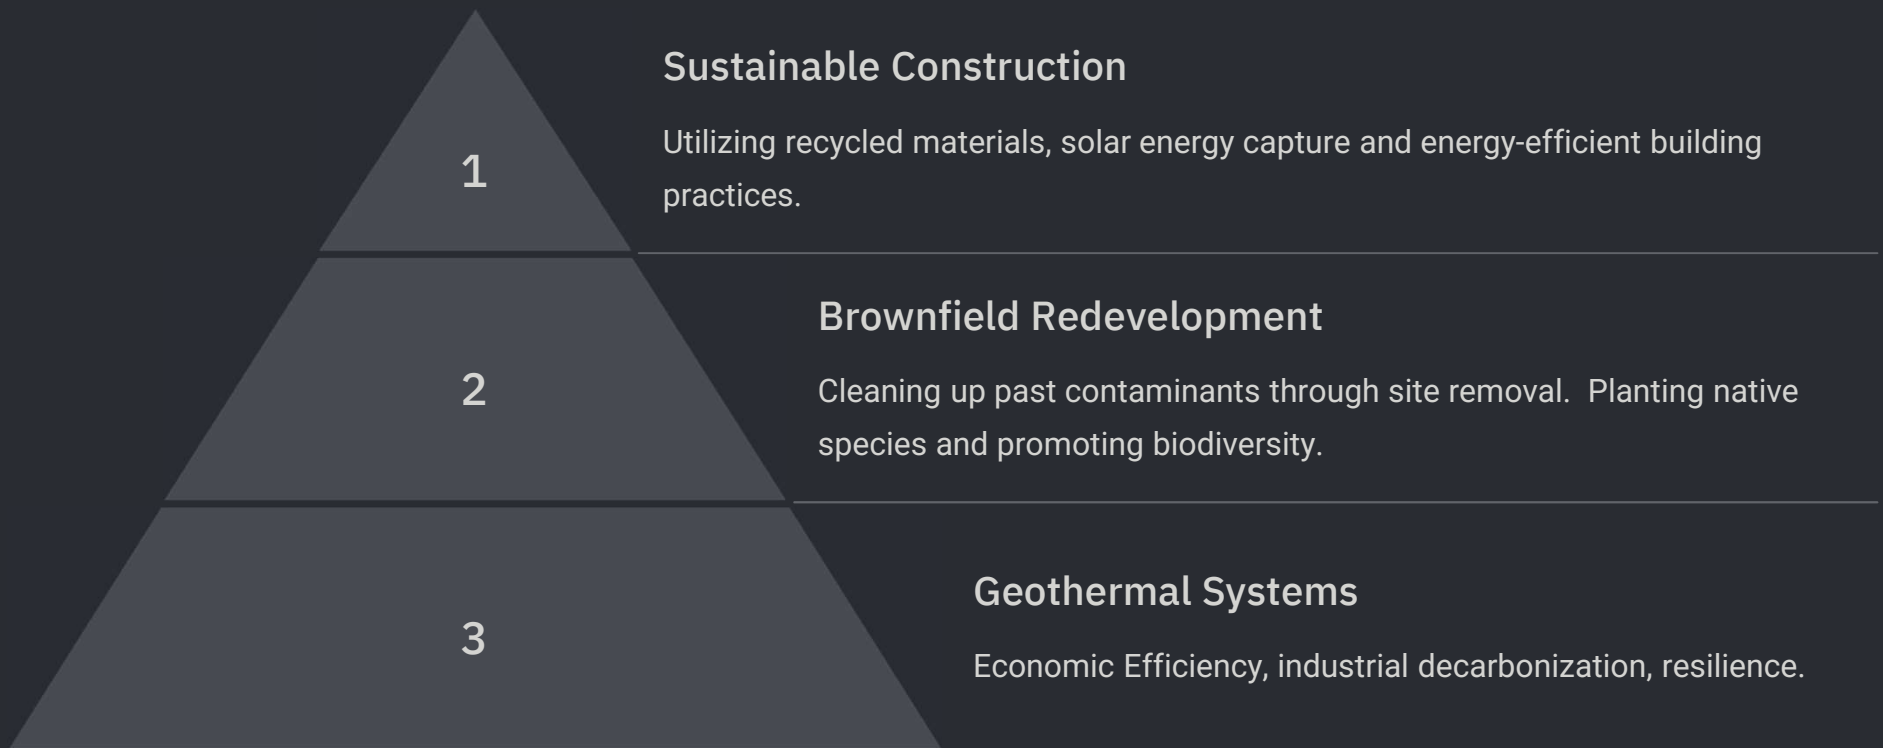 1
Sustainable Construction
Utilizing recycled materials, solar energy capture and energy-efficient building
practices.
2
Brownfield Redevelopment
Cleaning up past contaminants through site removal.  Planting native
species and promoting biodiversity.
3
Geothermal Systems
Economic Efficiency, industrial decarbonization, resilience.